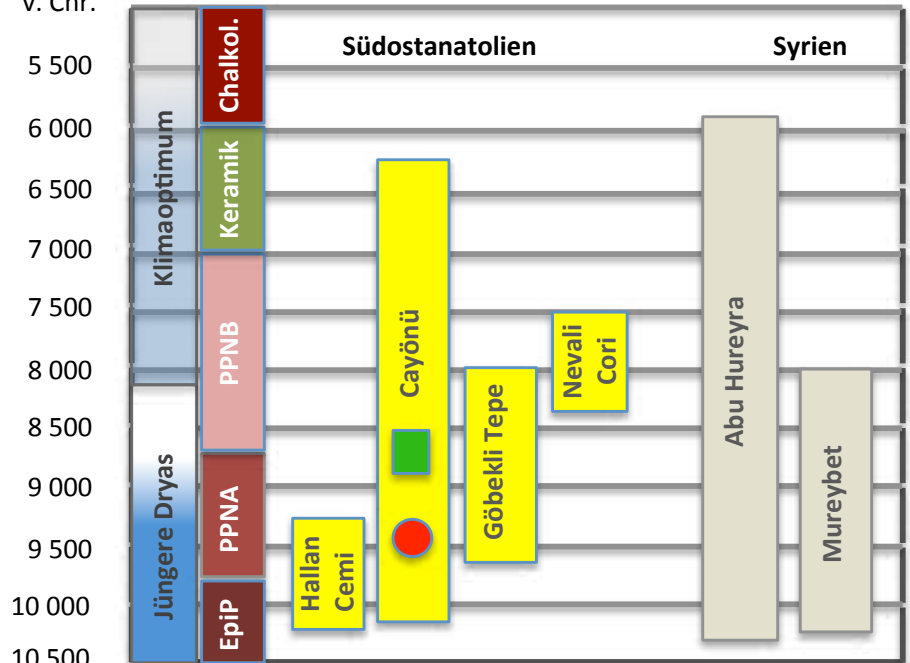 v. Chr.
Südostanatolien
Syrien
5 500
6 000
6 500
7 000
7 500
8 000
8 500
9 000
9 500
10 000
10 500
Klimaoptimum
Jüngere Dryas
Chalkol.
Keramik
PPNB
PPNA
EpiP
Hallan
Cemi
Cayönü
Göbekli Tepe
Nevali
Cori
Abu Hureyra
Mureybet